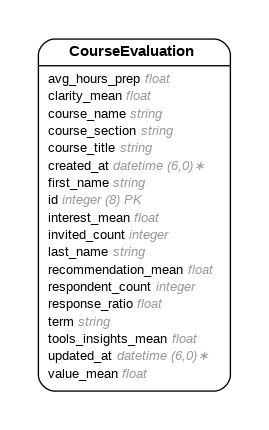 CourseEvaluation
avg_hours_prep float
clarity_mean float
course_name string
course_section string
course_title string
created_at datetime (6,0)∗
first_name string
id integer (8) PK
interest_mean float
invited_count integer
last_name string
recommendation_mean float
respondent_count integer
response_ratio float
term string
tools_insights_mean float
updated_at datetime (6,0)∗
value_mean float